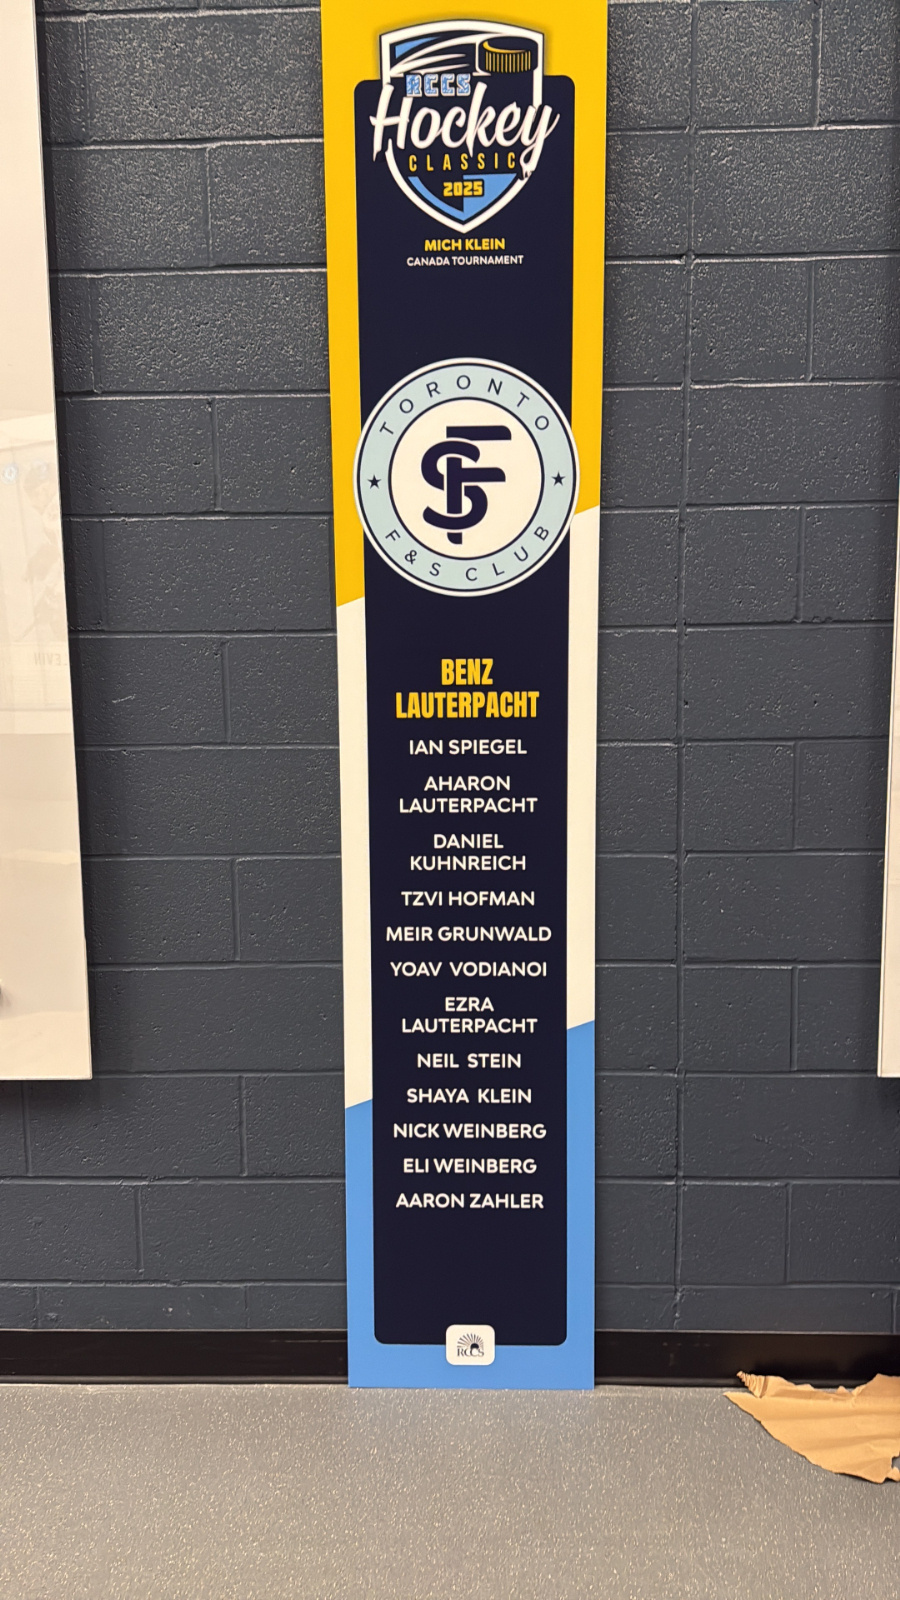 RCCS
Hockey
CLASSIC
2025
MICH KLEIN
CANADA TOURNAMENT
TORONTO
SF
F&S CLUB
BENZ
LAUTERPACHT
IAN SPIEGEL
AHARON
LAUTERPACHT
DANIEL
KUHNREICH
TZVI HOFMAN
MEIR GRUNWALD
YOAV VODIANOI
EZRA
LAUTERPACHT
NEIL STEIN
SHAYA KLEIN
NICK WEINBERG
ELI WEINBERG
AARON ZAHLER
RCCS